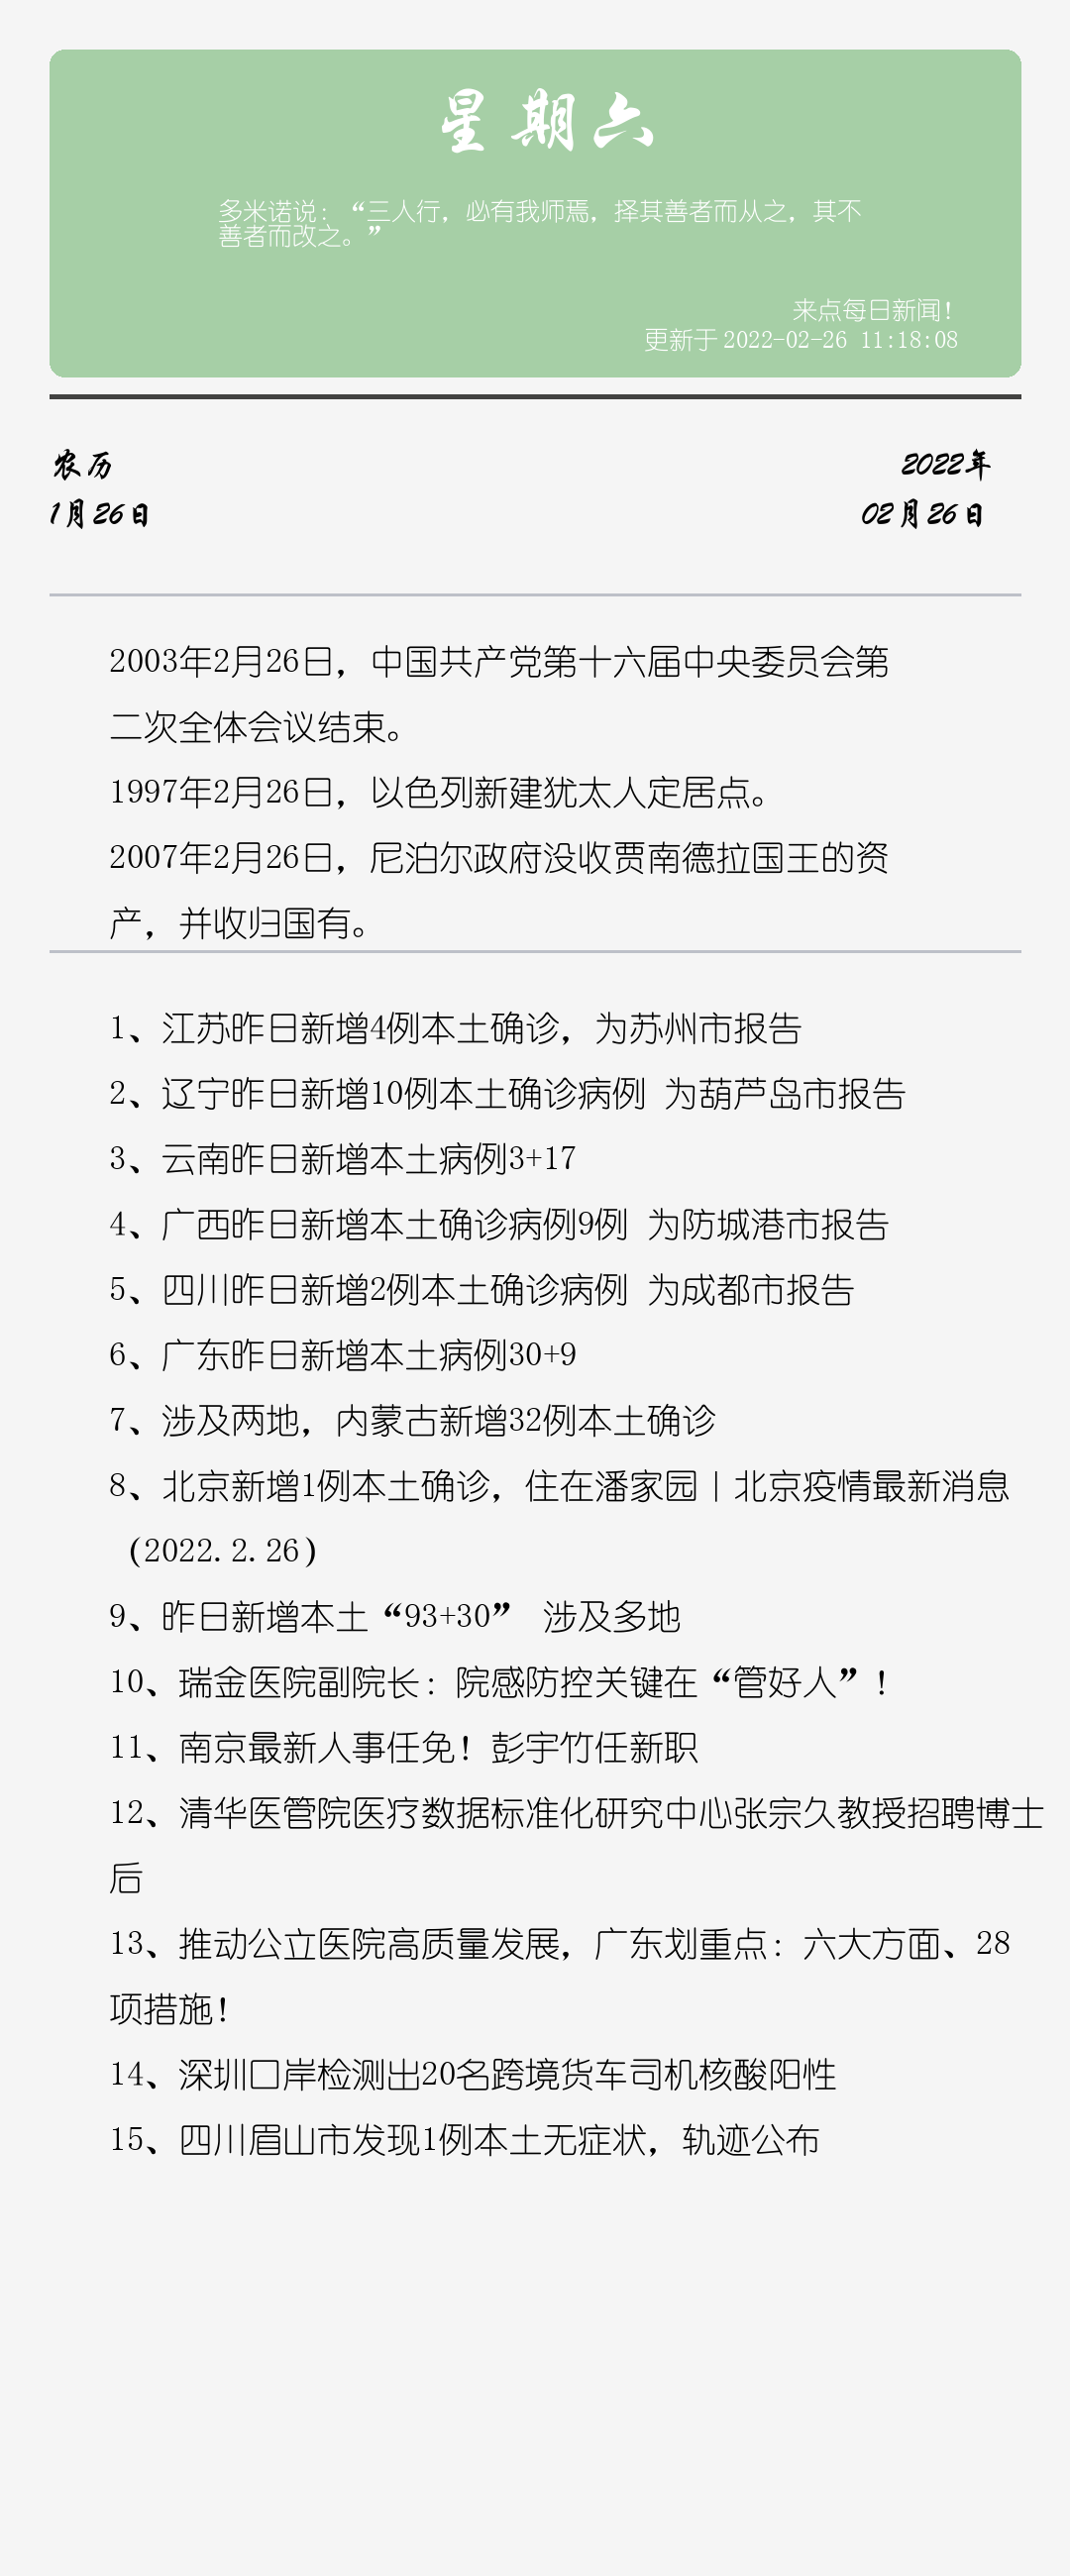 星期六
多米诺说：“三人行，必有我师焉，择其善者而从之，其不
善者而改之。”
来点每日新闻！
更新于2022-02-26 11:18:08
农历
2022年
1月26日
02月26日
2003年2月26日，中国共产党第十六届中央委员会第
二次全体会议结束。
1997年2月26日，以色列新建犹太人定居点。
2007年2月26日，尼泊尔政府没收贾南德拉国王的资
产，并收归国有。
1、江苏昨日新增4例本土确诊，为苏州市报告
2、辽宁昨日新增10例本土确诊病例 为葫芦岛市报告
3、云南昨日新增本土病例3+17
4、广西昨日新增本土确诊病例9例 为防城港市报告
5、四川昨日新增2例本土确诊病例 为成都市报告
6、广东昨日新增本土病例30+9
7、涉及两地，内蒙古新增32例本土确诊
8、北京新增1例本土确诊，住在潘家园丨北京疫情最新消息
（2022.2.26）
9、昨日新增本土“93+30” 涉及多地
10、瑞金医院副院长：院感防控关键在“管好人”！
11、南京最新人事任免！彭宇竹任新职
12、清华医管院医疗数据标准化研究中心张宗久教授招聘博士
后
13、推动公立医院高质量发展，广东划重点：六大方面、28
项措施！
14、深圳口岸检测出20名跨境货车司机核酸阳性
15、四川眉山市发现1例本土无症状，轨迹公布